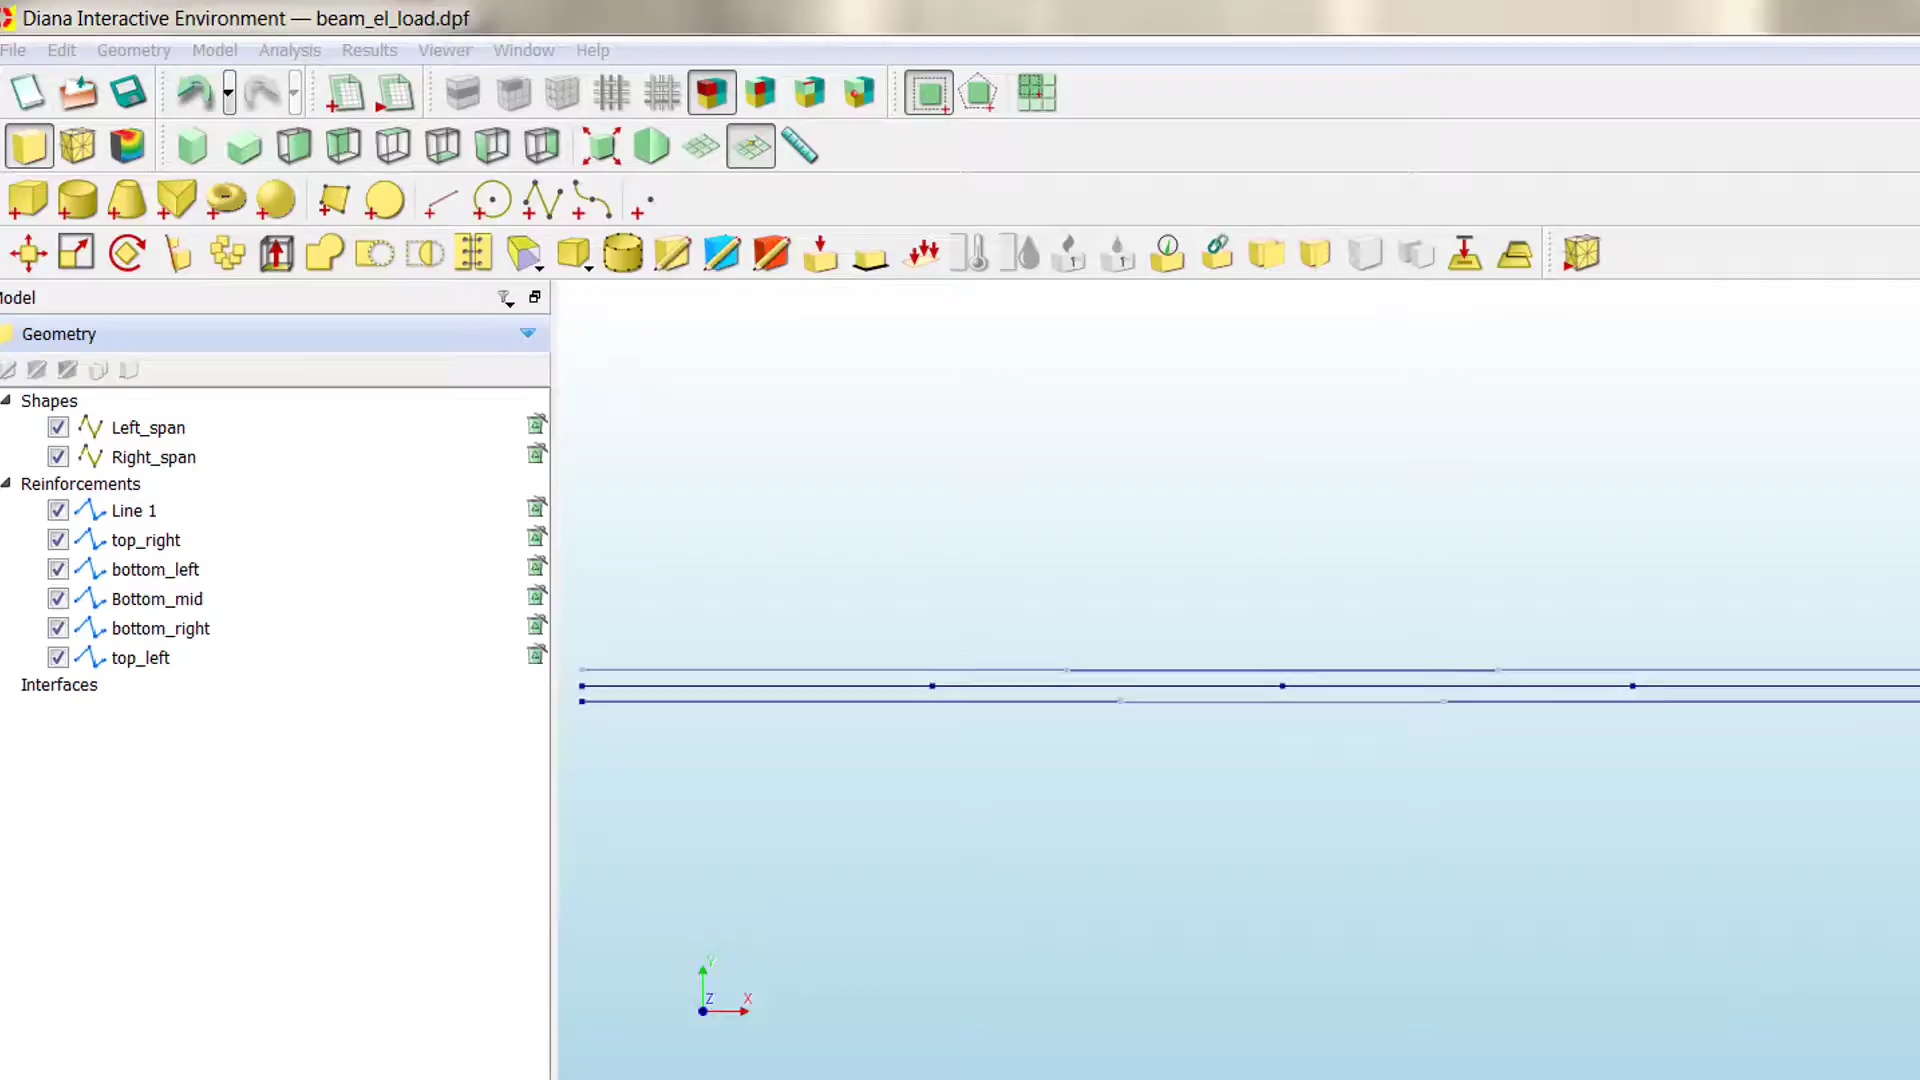 Diana Interactive Environment — beam_el_load.dpf
File Edit Geometry Model Analysis Results Viewer Window Help
Model
Geometry
Shapes
Left_span
Right_span
Reinforcements
Line 1
top_right
bottom_left
Bottom_mid
bottom_right
top_left
Interfaces
Y
Z X